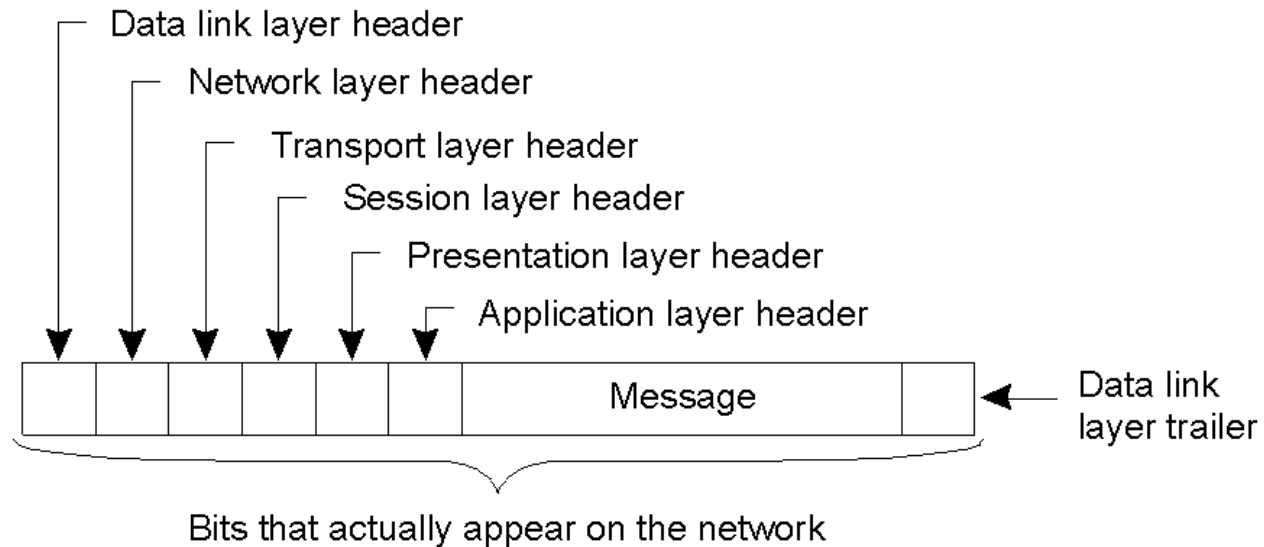 Data link layer header
Network layer header
Transport layer header
Session layer header
Presentation layer header
Application layer header
Message
Data link
layer trailer
Bits that actually appear on the network